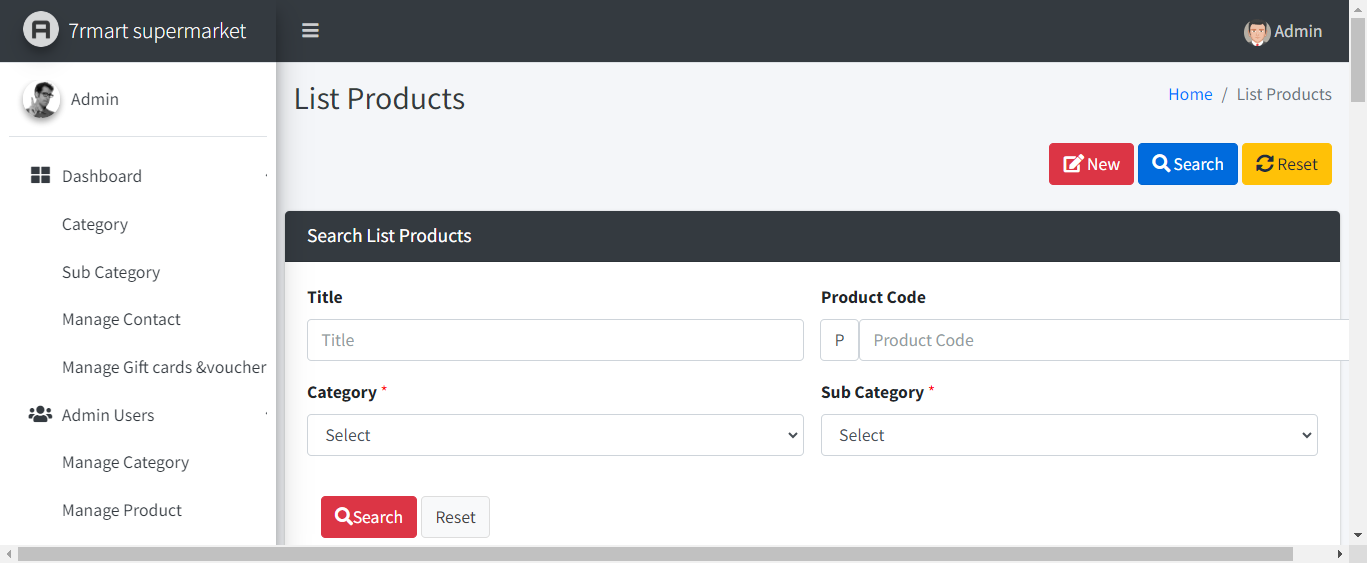 7rmart supermarket
Admin
Admin
List Products
Home / List Products
New Search Reset
Dashboard
Category
Sub Category
Manage Contact
Manage Gift cards &voucher
Admin Users
Manage Category
Manage Product
Search List Products
Title
Product Code
Title
P Product Code
Category *
Sub Category *
Select
Select
Search Reset